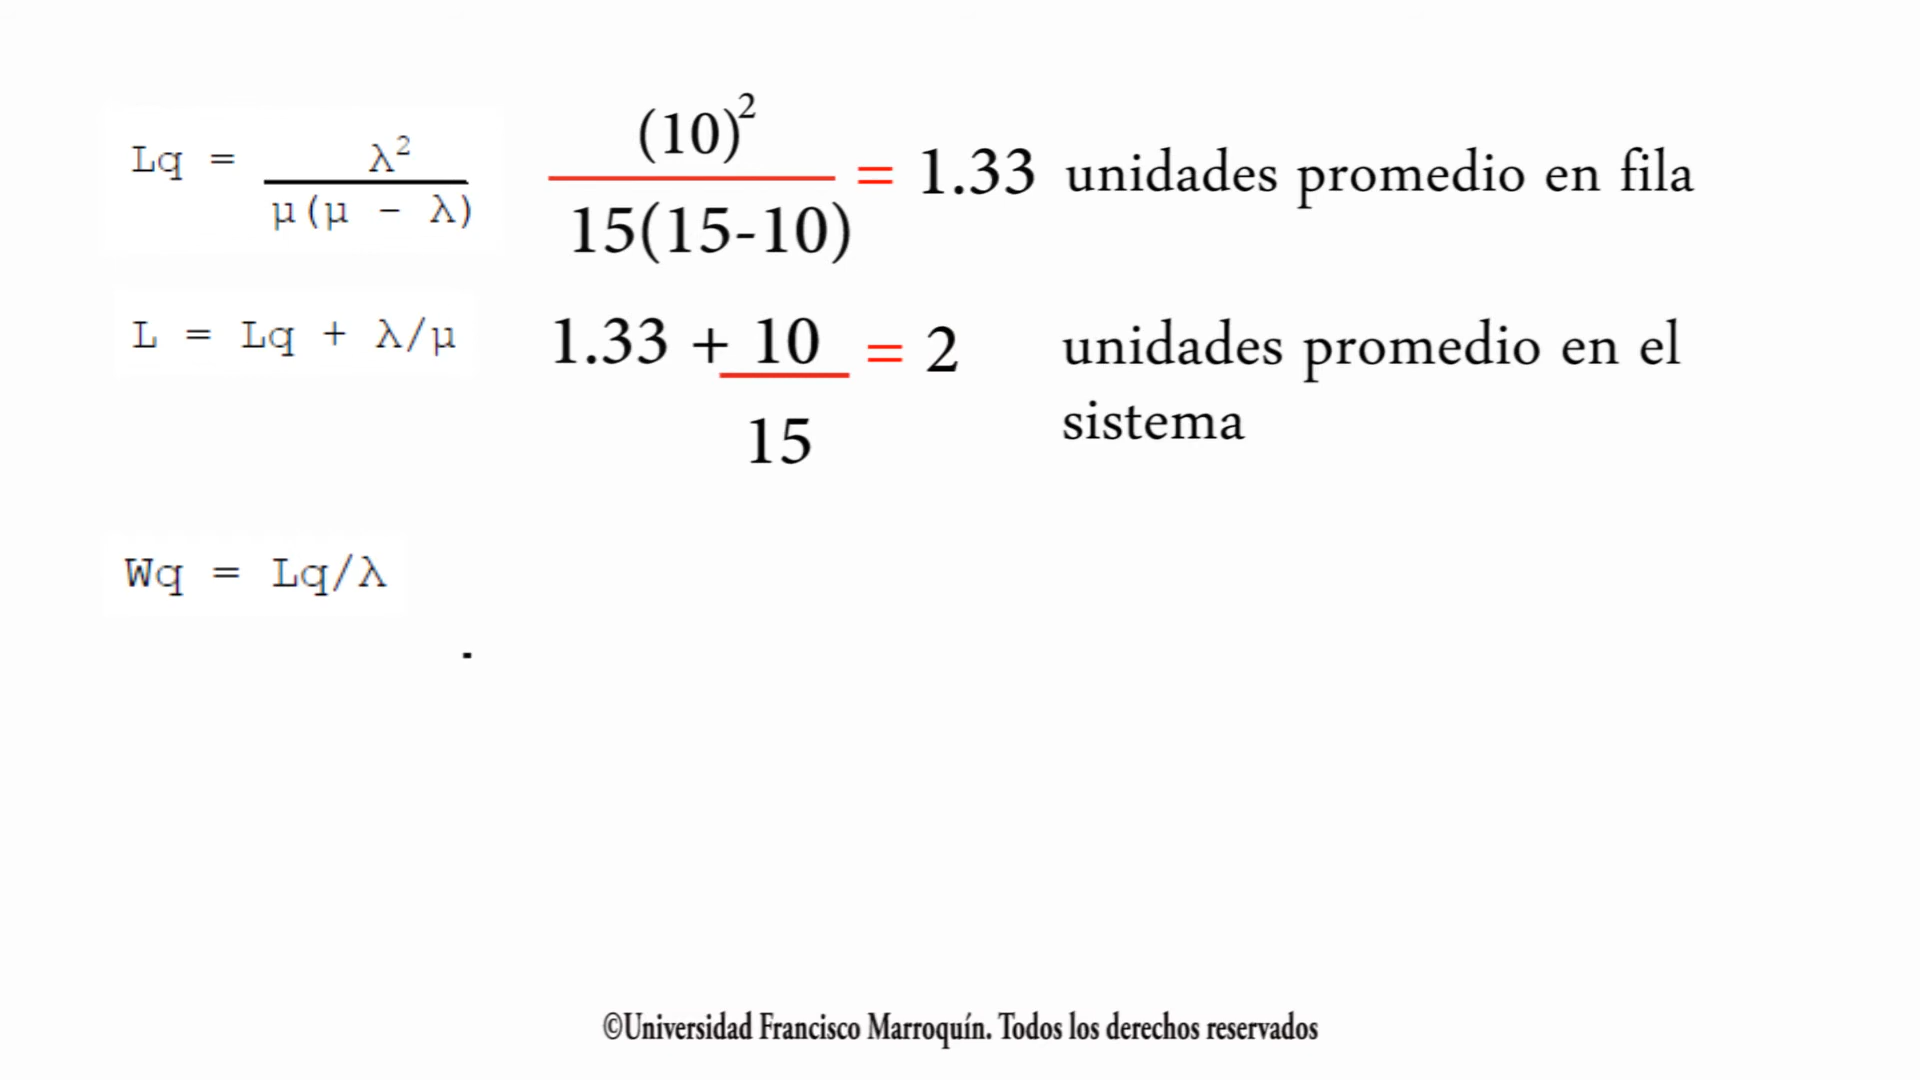 Lq = λ² / μ(μ - λ)
(10)² / 15(15-10) = 1.33 unidades promedio en fila
L = Lq + λ/μ
1.33 + 10 / 15 = 2 unidades promedio en el
sistema
Wq = Lq/λ
.
©Universidad Francisco Marroquín. Todos los derechos reservados